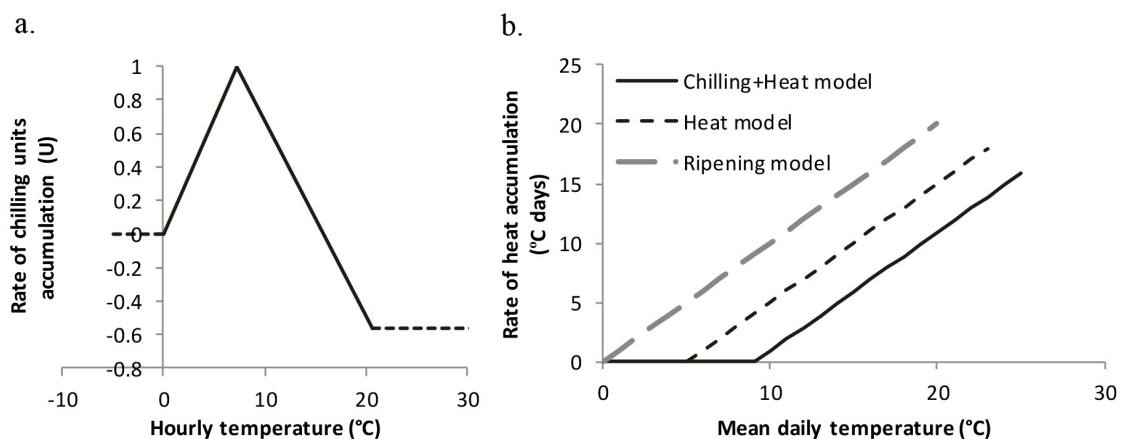 a.
Rate of chilling units
accumulation (U)
1
0.8
0.6
0.4
0.2
0
-0.2
-0.4
-0.6
-0.8
-10 0 10 20 30
Hourly temperature (°C)
b.
Rate of heat accumulation
(°C days)
25
20
15
10
5
0
Chilling+Heat model
Heat model
Ripening model
0 10 20 30
Mean daily temperature (°C)